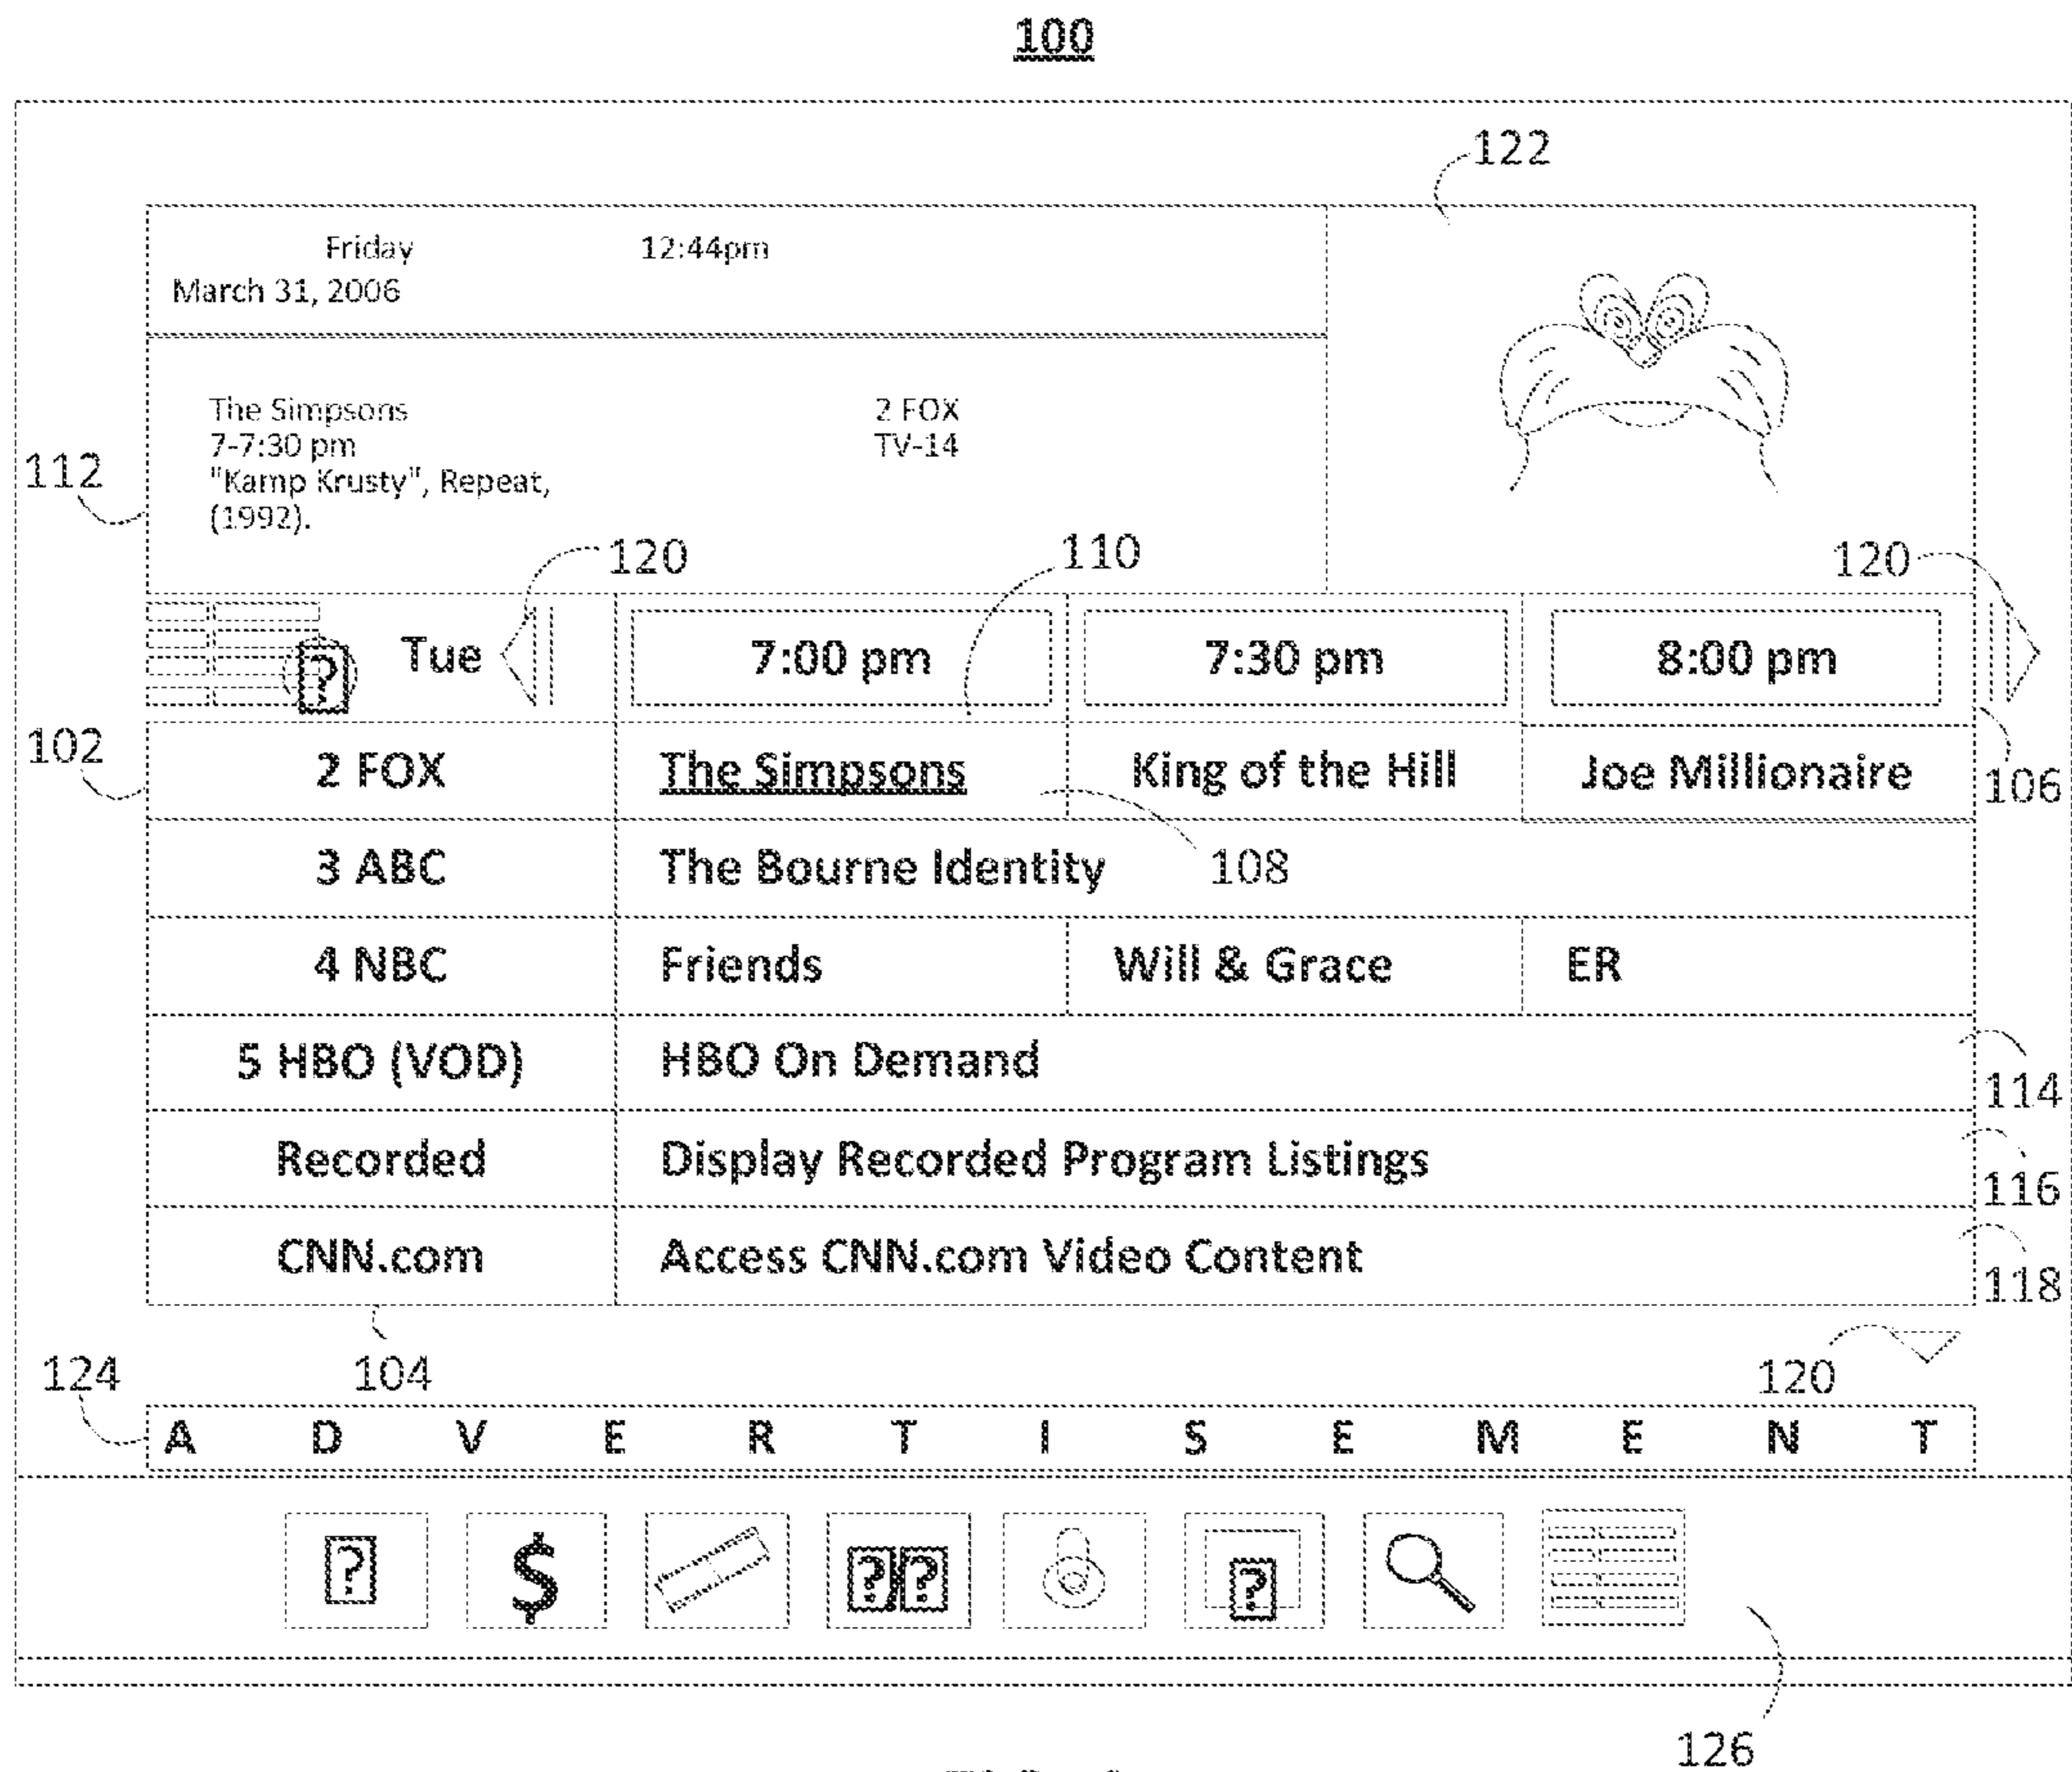 100
122
Friday 12:44pm
March 31, 2006
The Simpsons 2 FOX
7-7:30 pm TV-14
"Kamp Krusty", Repeat,
(1992).
112
120 110 120
? Tue 7:00 pm 7:30 pm 8:00 pm
102
2 FOX The Simpsons King of the Hill Joe Millionaire
106
3 ABC The Bourne Identity 108
4 NBC Friends Will & Grace ER
5 HBO (VOD) HBO On Demand
114
Recorded Display Recorded Program Listings
116
CNN.com Access CNN.com Video Content
118
124 104 120
A D V E R T I S E M E N T
? $ ? ? ?
126